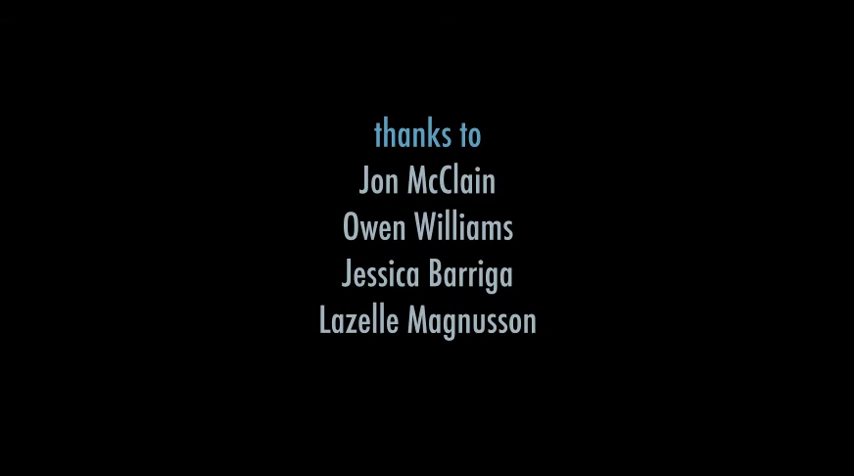 thanks to
Jon McClain
Owen Williams
Jessica Barriga
Lazelle Magnusson